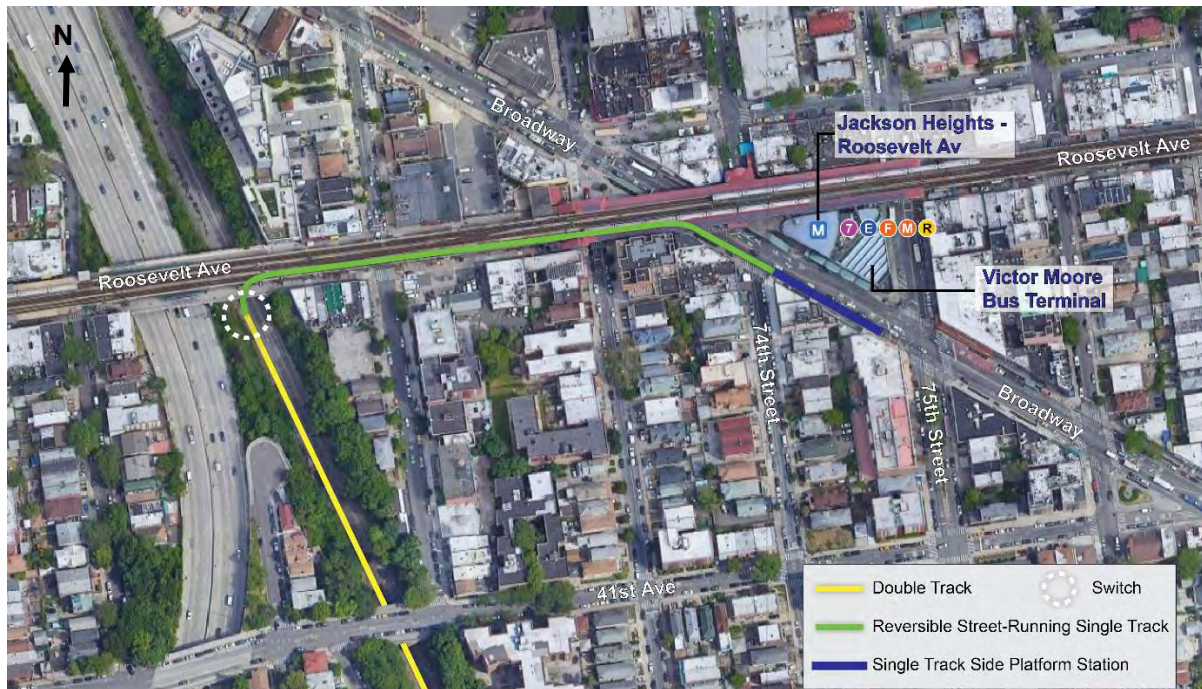 N
Broadway
Jackson Heights -
Roosevelt Av
Roosevelt Ave
M
7 E F M R
Roosevelt Ave
Victor Moore
Bus Terminal
74th Street
75th Street
Broadway
41st Ave
Double Track
Switch
Reversible Street-Running Single Track
Single Track Side Platform Station